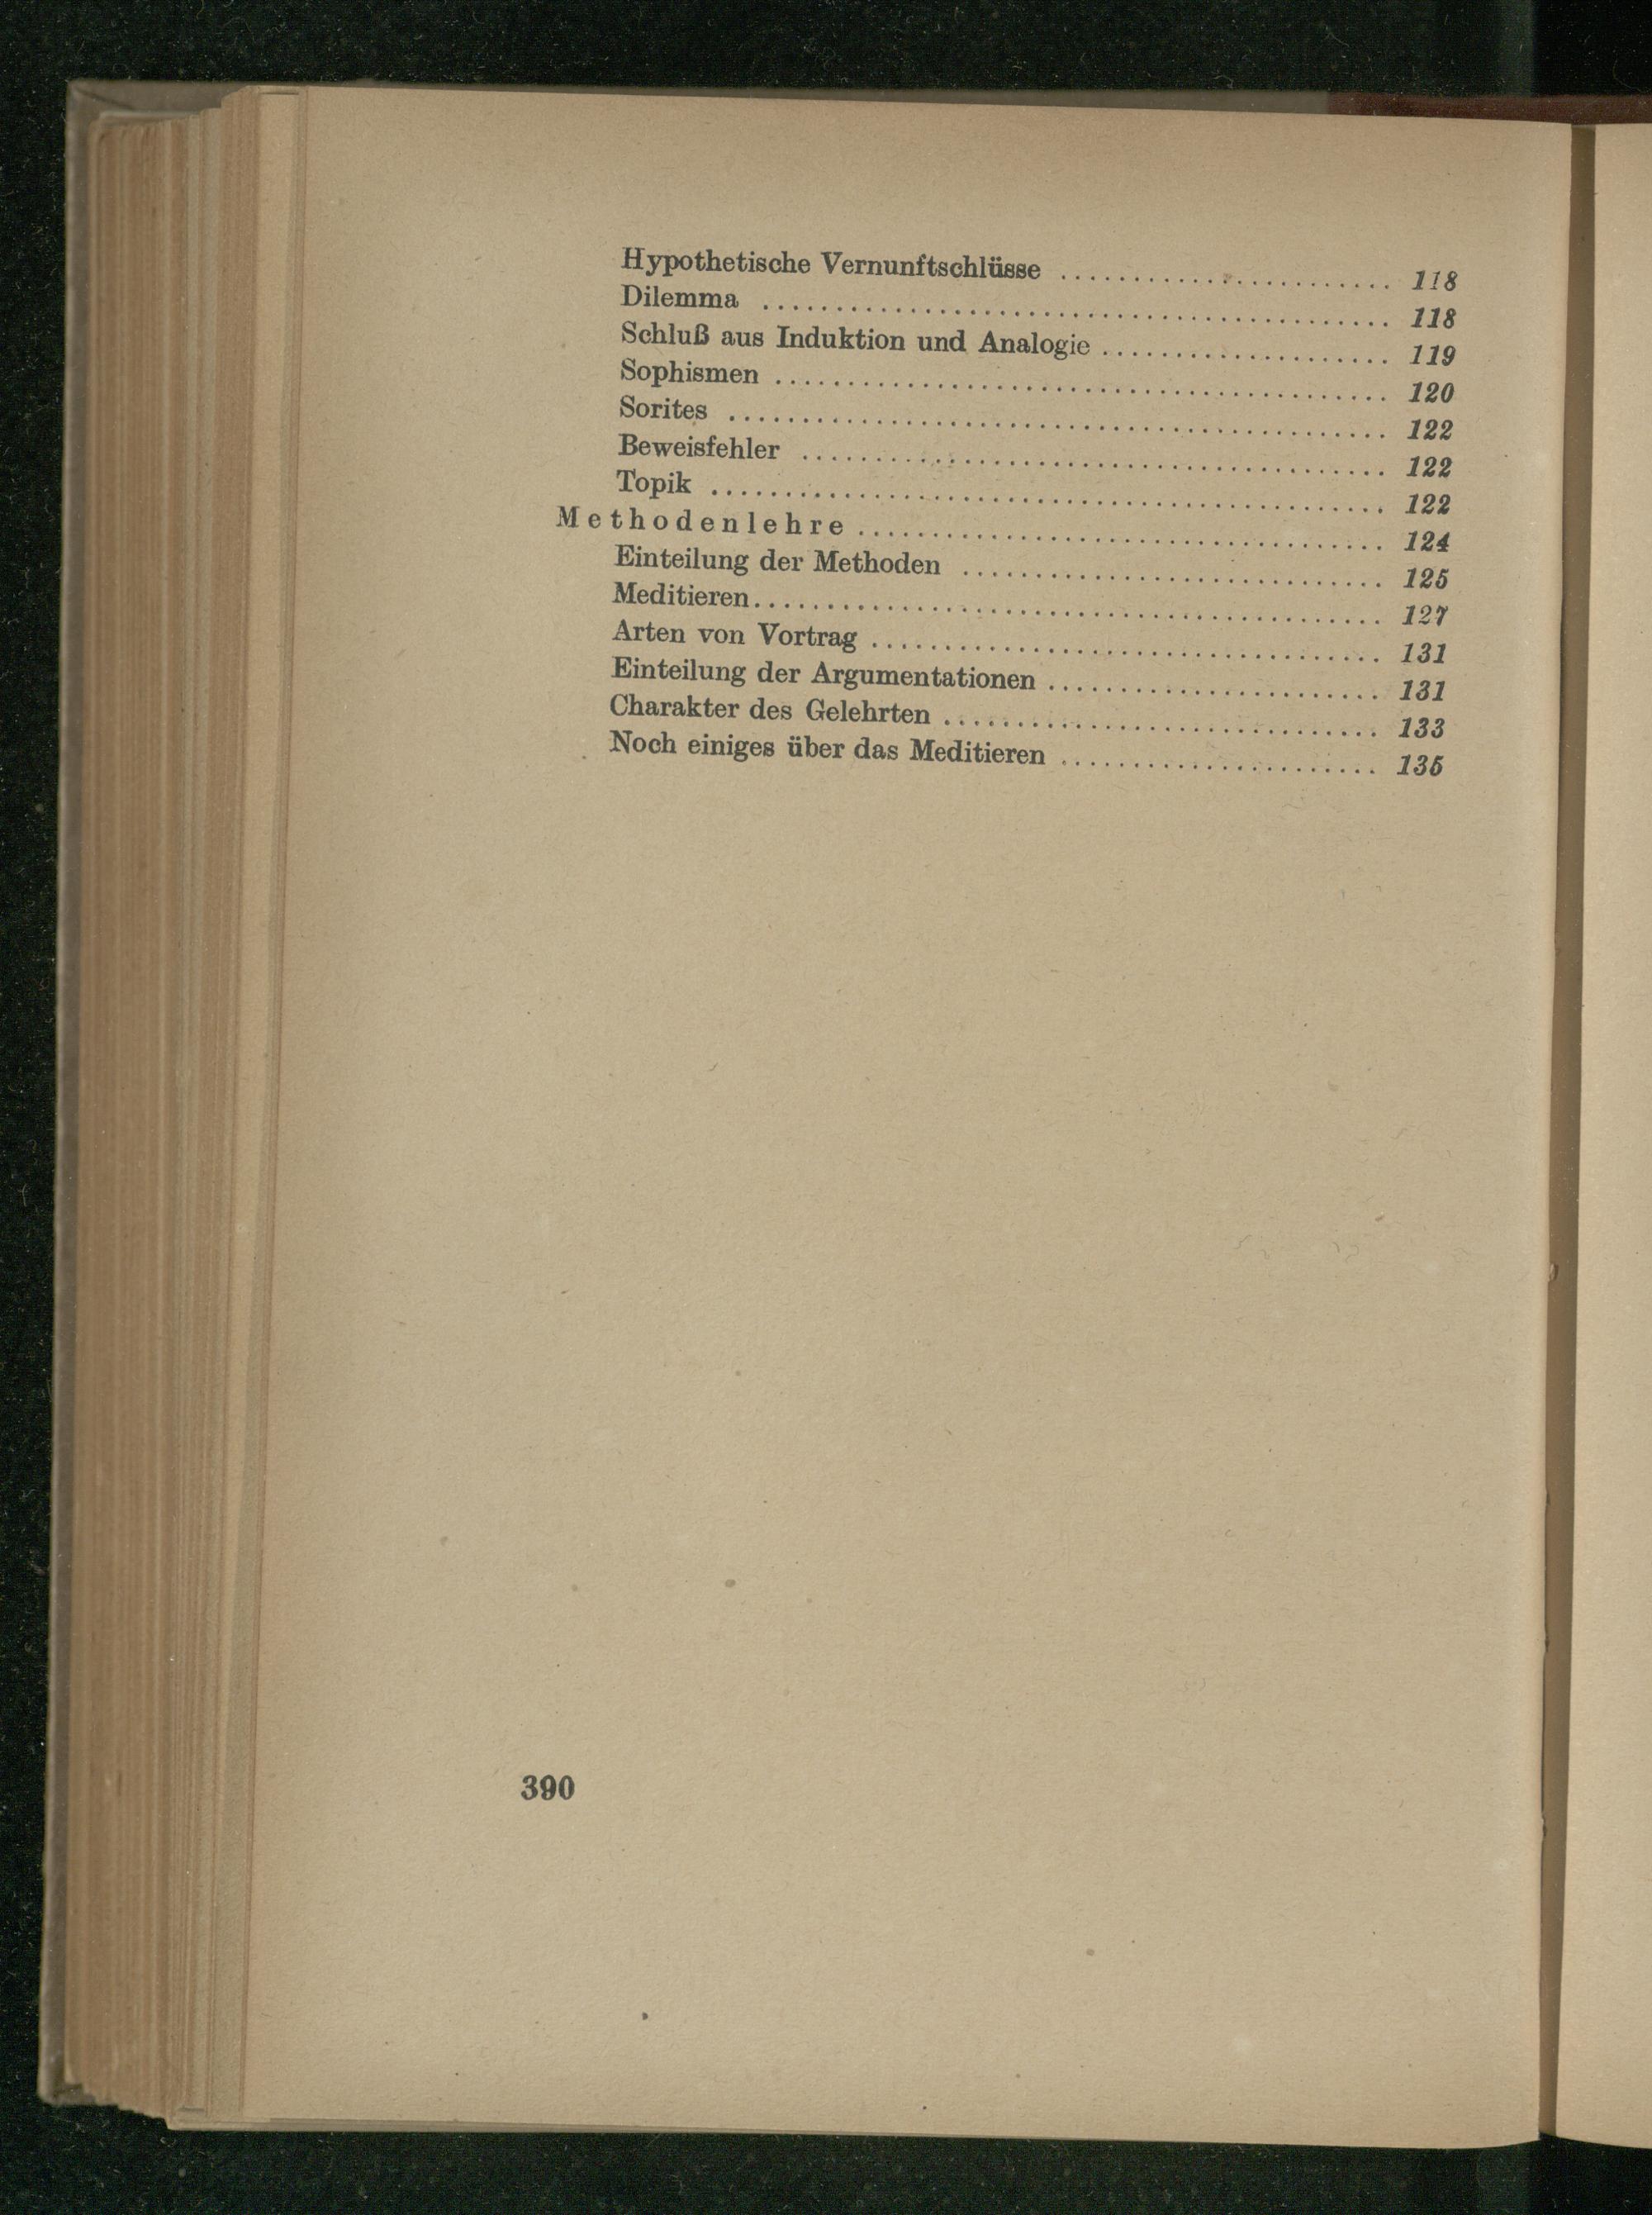 Hypothetische Vernunftschlüsse ....................... 118
Dilemma ........................................... 118
Schluß aus Induktion und Analogie .................... 119
Sophismen .......................................... 120
Sorites ............................................. 122
Beweisfehler ........................................ 122
Topik .............................................. 122
Methodenlehre .................................... 124
Einteilung der Methoden ............................. 125
Meditieren........................................... 127
Arten von Vortrag ................................... 131
Einteilung der Argumentationen ....................... 131
Charakter des Gelehrten .............................. 133
Noch einiges über das Meditieren ...................... 135
390